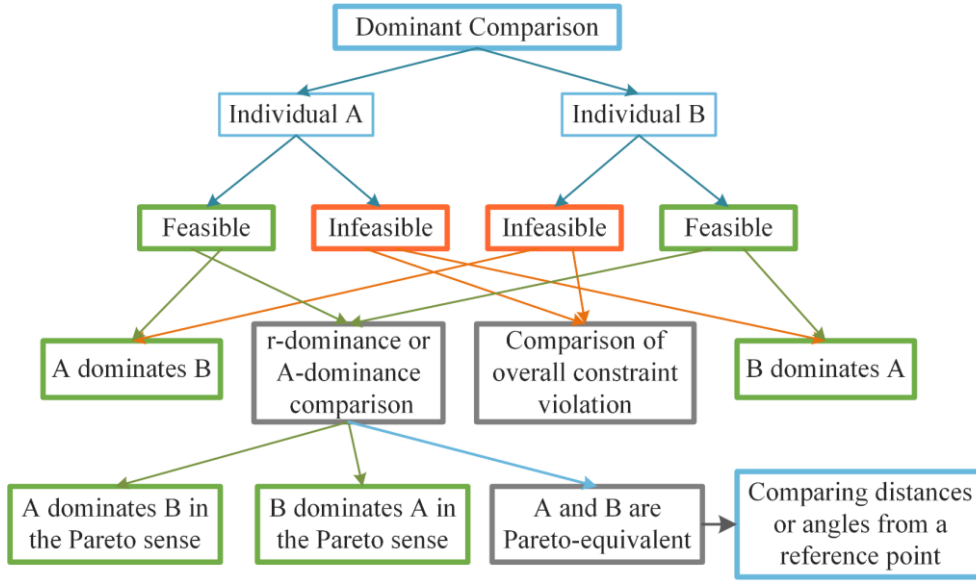 Dominant Comparison
Individual A
Individual B
Feasible
Infeasible
Infeasible
Feasible
A dominates B
r-dominance or
A-dominance
comparison
Comparison of
overall constraint
violation
B dominates A
A dominates B in
the Pareto sense
B dominates A in
the Pareto sense
A and B are
Pareto-equivalent
Comparing distances
or angles from a
reference point